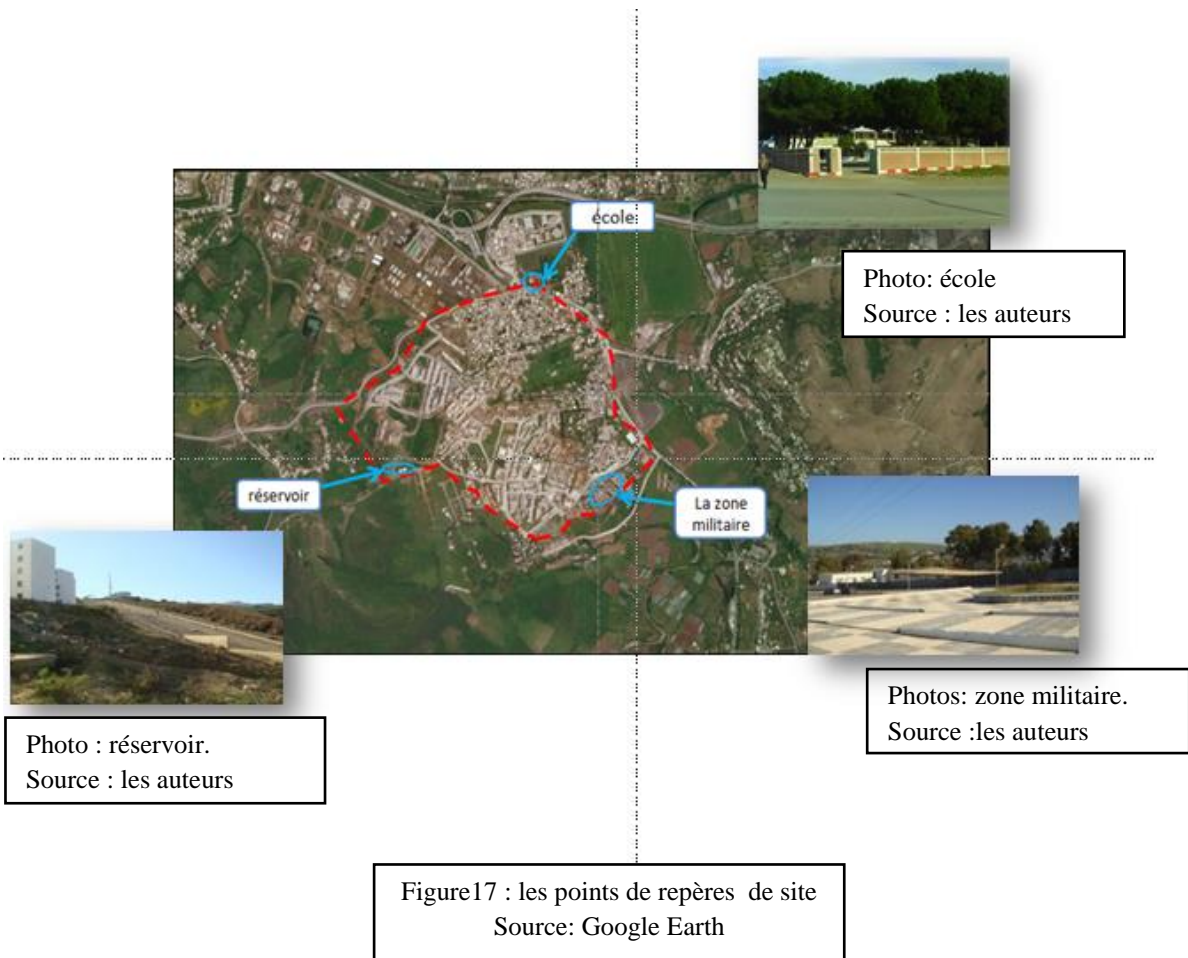 école
Photo: école
Source : les auteurs
réservoir
La zone
militaire
Photo : réservoir.
Source : les auteurs
Photos: zone militaire.
Source :les auteurs
Figure17 : les points de repères de site
Source: Google Earth